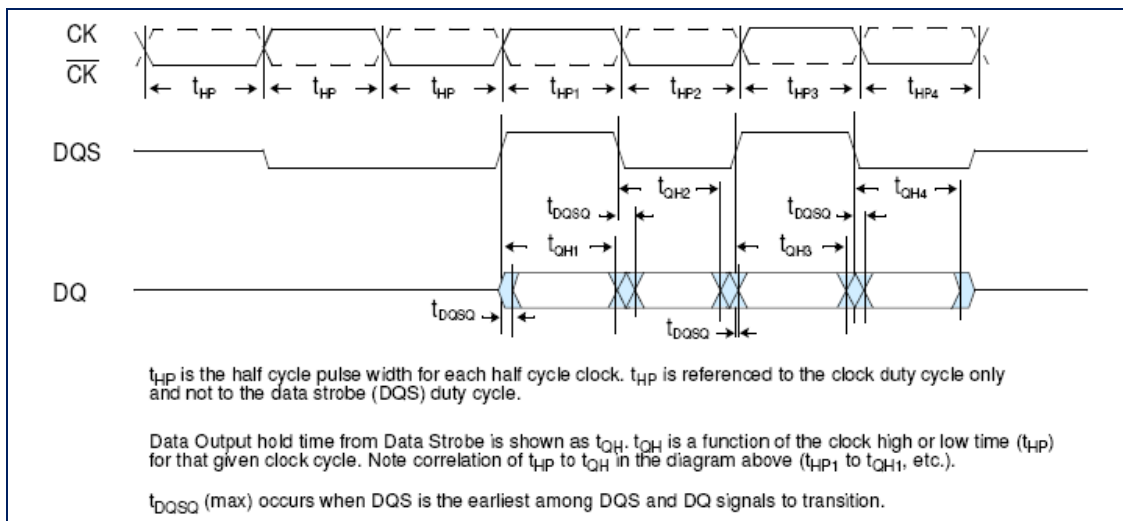 CK
CK
tHP tHP tHP tHP1 tHP2 tHP3 tHP4
DQS
tQH2 tQH4
tDQSQ tDQSQ
tQH1 tQH3
DQ
tDQSQ tDQSQ
tHP is the half cycle pulse width for each half cycle clock. tHP is referenced to the clock duty cycle only
and not to the data strobe (DQS) duty cycle.
Data Output hold time from Data Strobe is shown as tQH. tQH is a function of the clock high or low time (tHP)
for that given clock cycle. Note correlation of tHP to tQH in the diagram above (tHP1 to tQH1, etc.).
tDQSQ (max) occurs when DQS is the earliest among DQS and DQ signals to transition.